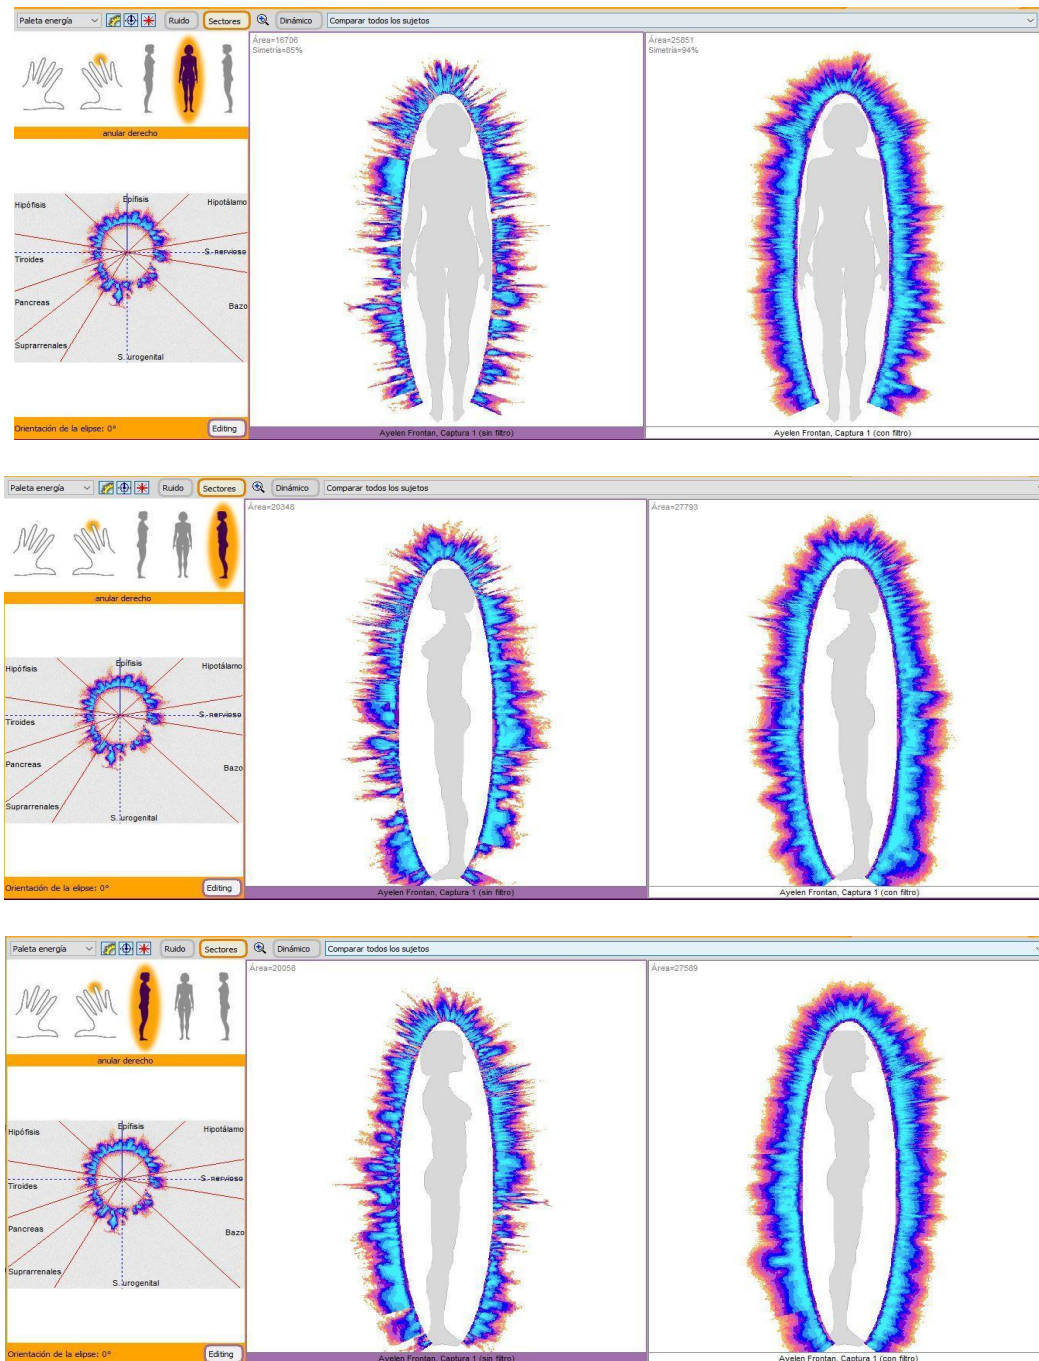 Paleta energía Ruido Sectores Dinámico Comparar todos los sujetos
Área=16706
Simetría=85%
Área=25851
Simetría=94%
anular derecho
Hipófisis Epífisis Hipotálamo
Tiroides S. nervioso
Pancreas Bazo
Suprarrenales
S. urogenital
Orientación de la elipse: 0° Editing
Ayelen Frontan, Captura 1 (sin filtro)
Ayelen Frontan, Captura 1 (con filtro)
Paleta energía Ruido Sectores Dinámico Comparar todos los sujetos
Área=20348
Área=27793
anular derecho
Hipófisis Epífisis Hipotálamo
Tiroides S. nervioso
Pancreas Bazo
Suprarrenales
S. urogenital
Orientación de la elipse: 0° Editing
Ayelen Frontan, Captura 1 (sin filtro)
Ayelen Frontan, Captura 1 (con filtro)
Paleta energía Ruido Sectores Dinámico Comparar todos los sujetos
Área=20058
Área=27589
anular derecho
Hipófisis Epífisis Hipotálamo
Tiroides S. nervioso
Pancreas Bazo
Suprarrenales
S. urogenital
Orientación de la elipse: 0° Editing
Ayelen Frontan, Captura 1 (sin filtro)
Ayelen Frontan, Captura 1 (con filtro)